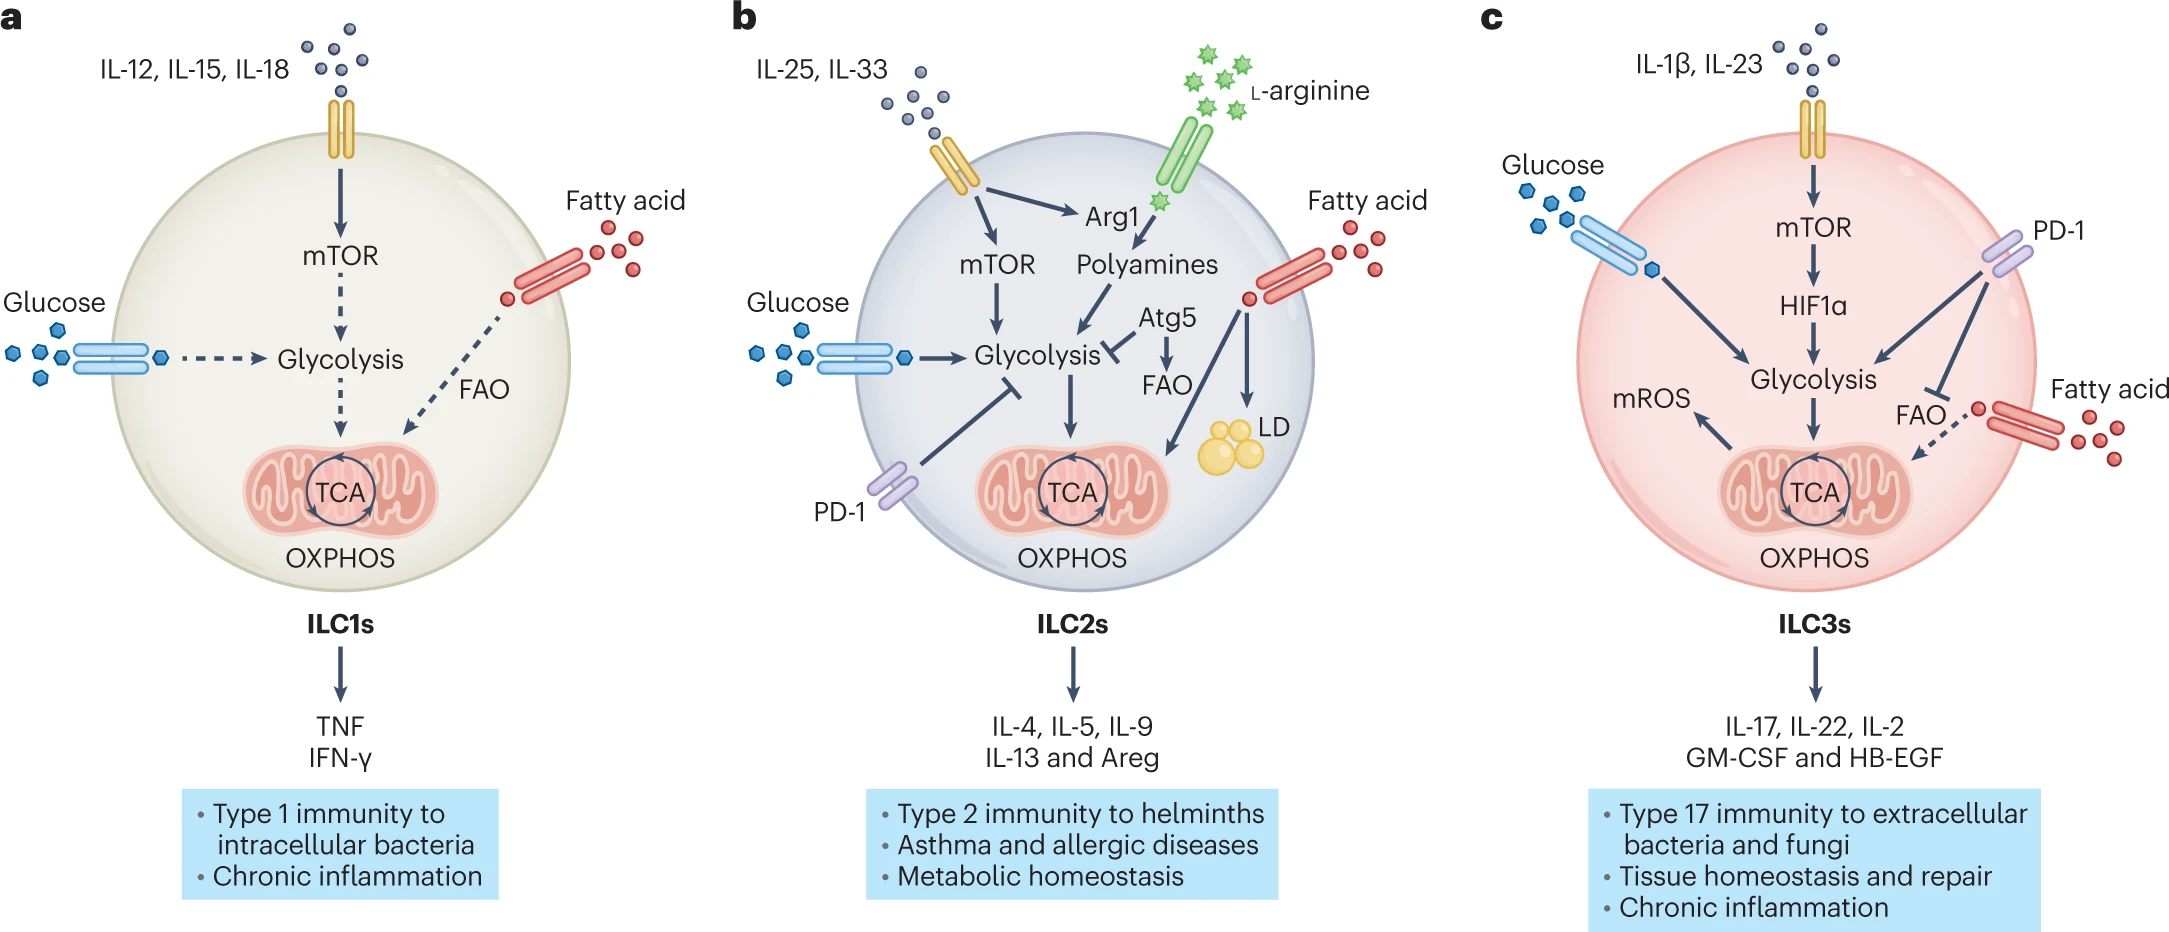 a
IL-12, IL-15, IL-18
Fatty acid
mTOR
Glucose
Glycolysis
FAO
TCA
OXPHOS
ILC1s
TNF
IFN-γ
• Type 1 immunity to
intracellular bacteria
• Chronic inflammation
b
IL-25, IL-33
L-arginine
Arg1
Fatty acid
mTOR
Polyamines
Glucose
Atg5
Glycolysis
FAO
LD
PD-1
TCA
OXPHOS
ILC2s
IL-4, IL-5, IL-9
IL-13 and Areg
• Type 2 immunity to helminths
• Asthma and allergic diseases
• Metabolic homeostasis
c
IL-1β, IL-23
Glucose
mTOR
PD-1
HIF1α
Glycolysis
mROS
FAO
Fatty acid
TCA
OXPHOS
ILC3s
IL-17, IL-22, IL-2
GM-CSF and HB-EGF
• Type 17 immunity to extracellular
bacteria and fungi
• Tissue homeostasis and repair
• Chronic inflammation